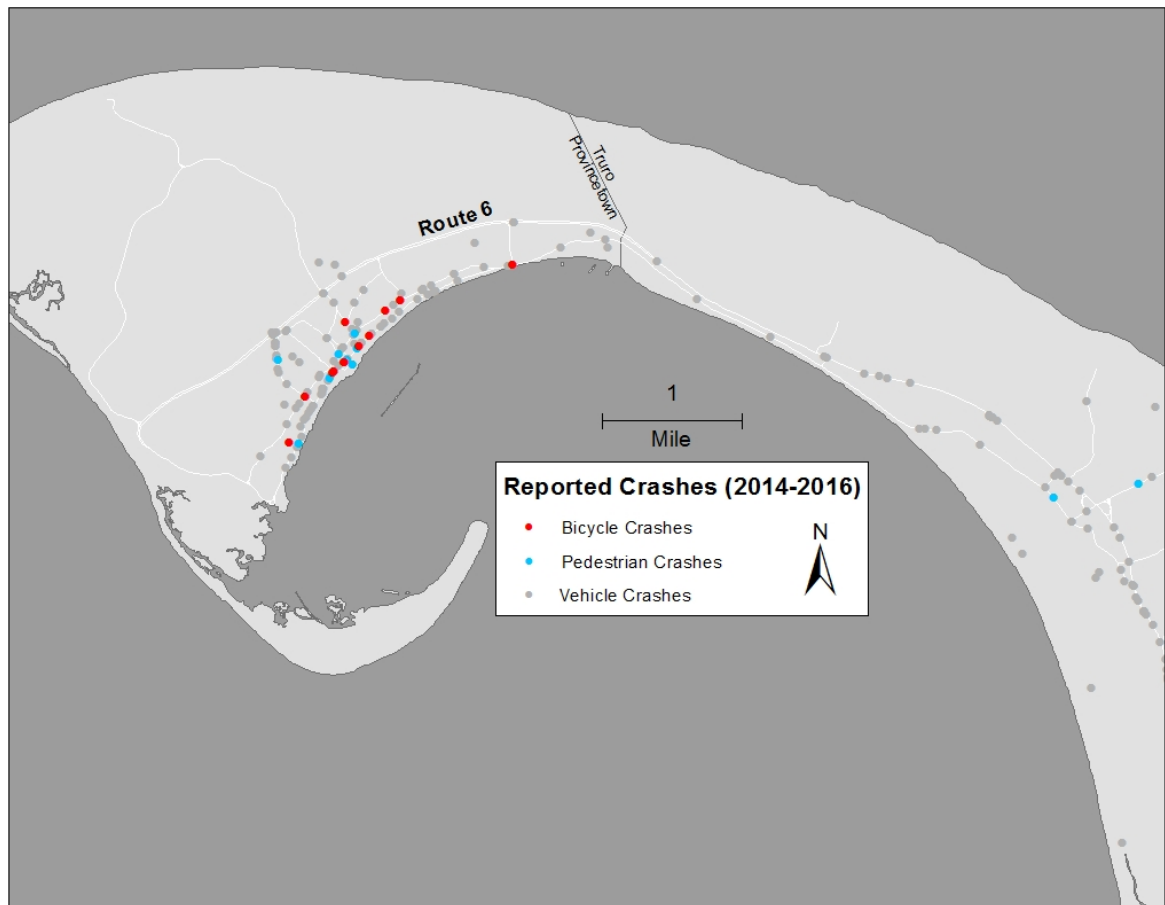 Truro
Provincetown
Route 6
1
Mile
Reported Crashes (2014-2016)
Bicycle Crashes
Pedestrian Crashes
Vehicle Crashes
N